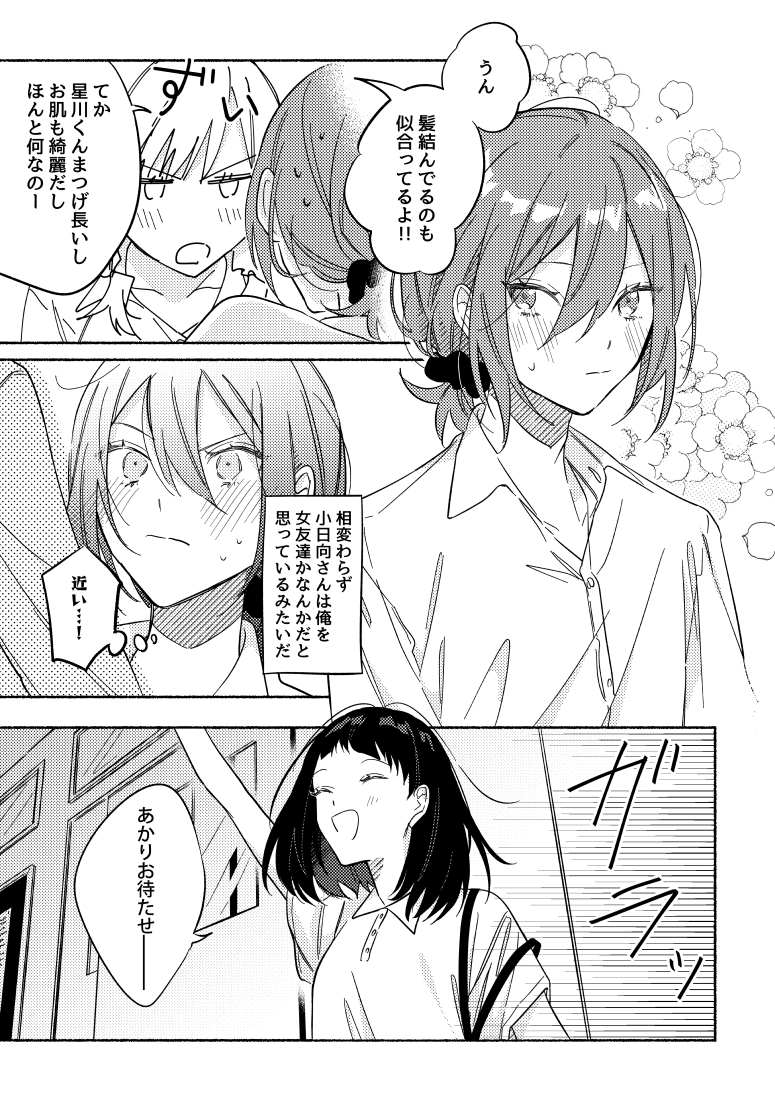 うん
髪結んでるのも
似合ってるよ!!
ずいっ
てか
星川くんまつげ長いし
お肌も綺麗だし
ほんと何なのー
相変わらず
小日向さんは俺を
女友達かなんかだと
思っているみたいだ
近い…!
ガラッ
あかりお待たせ──